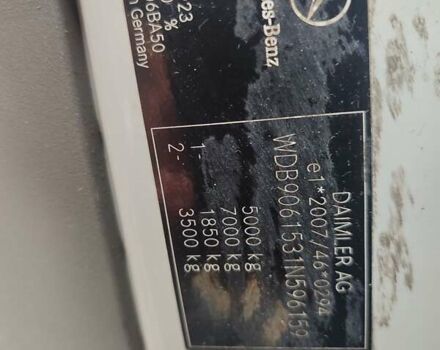 DAIMLER AG
e1*2007/46*0294
WDB9061531N596159
5000 kg
7000 kg
1- 1850 kg
2- 3500 kg
es-Benz
23
%
6BA50
n Germany